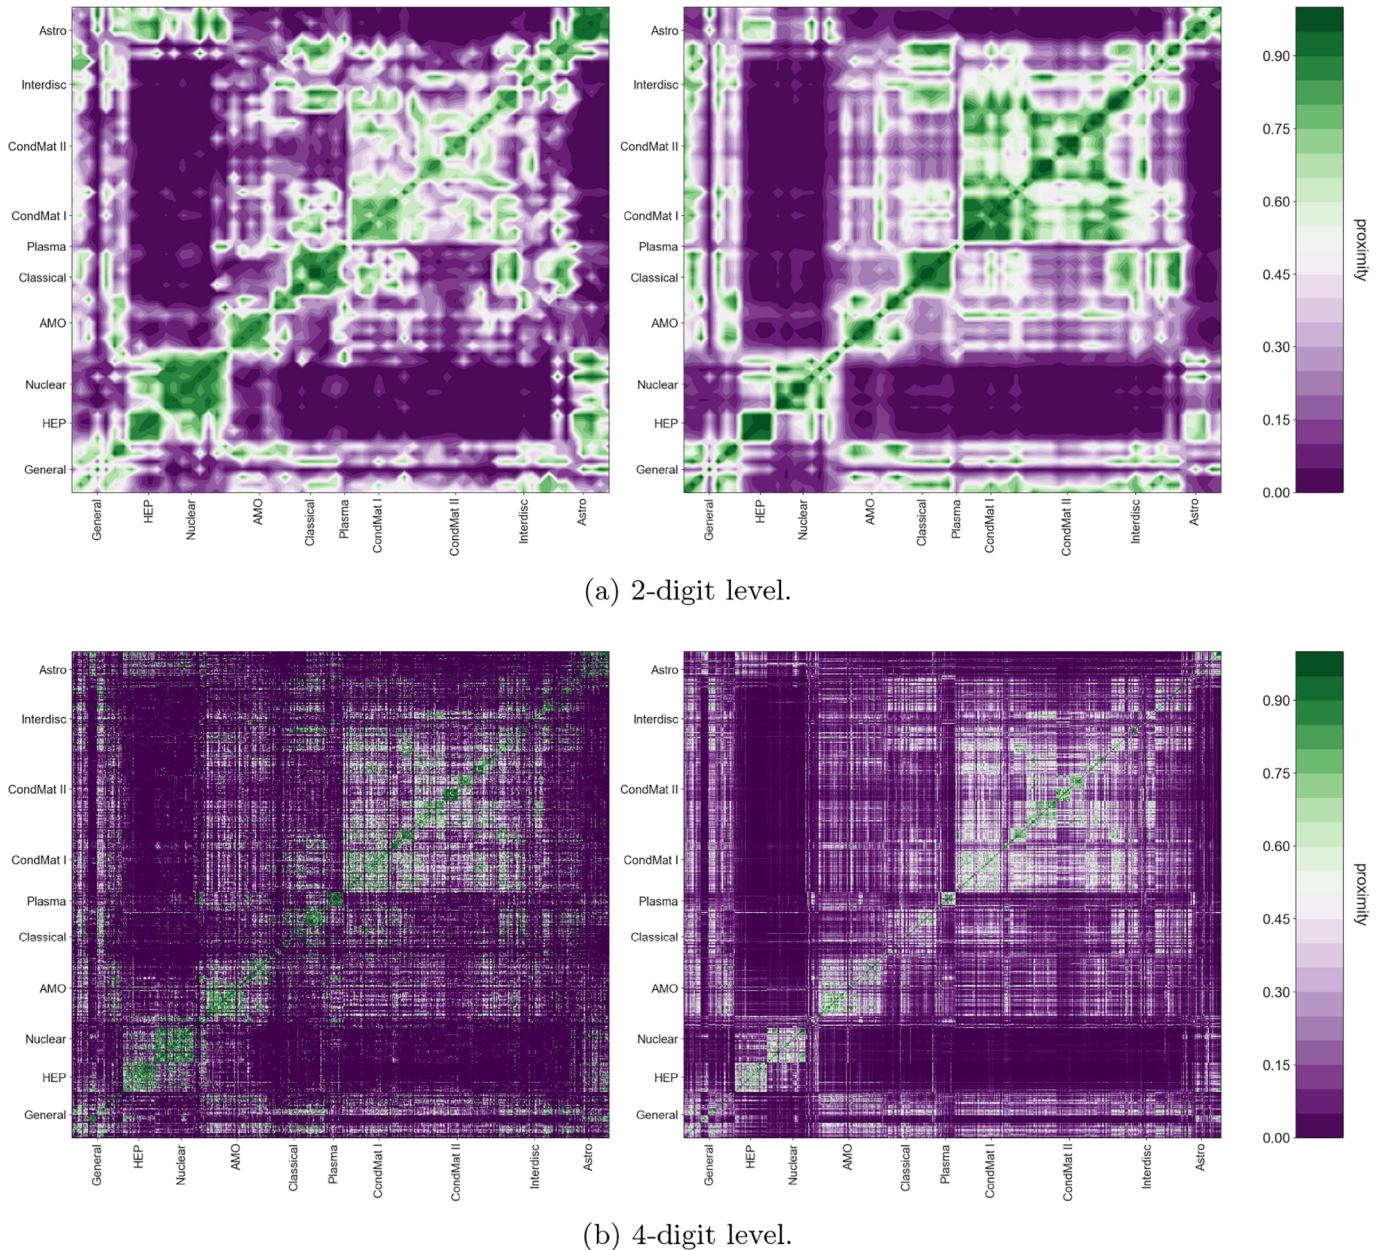 Astro
Interdisc
CondMat II
CondMat I
Plasma
Classical
AMO
Nuclear
HEP
General
General
HEP
Nuclear
AMO
Classical
Plasma
CondMat I
CondMat II
Interdisc
Astro
Astro
Interdisc
CondMat II
CondMat I
Plasma
Classical
AMO
Nuclear
HEP
General
General
HEP
Nuclear
AMO
Classical
Plasma
CondMat I
CondMat II
Interdisc
Astro
0.90
0.75
0.60
0.45
0.30
0.15
0.00
proximity
(a) 2-digit level.
Astro
Interdisc
CondMat II
CondMat I
Plasma
Classical
AMO
Nuclear
HEP
General
General
HEP
Nuclear
AMO
Classical
Plasma
CondMat I
CondMat II
Interdisc
Astro
Astro
Interdisc
CondMat II
CondMat I
Plasma
Classical
AMO
Nuclear
HEP
General
General
HEP
Nuclear
AMO
Classical
Plasma
CondMat I
CondMat II
Interdisc
Astro
0.90
0.75
0.60
0.45
0.30
0.15
0.00
proximity
(b) 4-digit level.